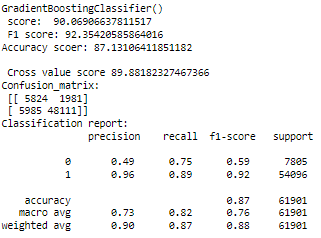 GradientBoostingClassifier()
score: 90.06906637811517
F1 score: 92.35420585864016
Accuracy scoer: 87.13106411851182
Cross value score 89.88182327467366
Confusion_matrix:
[[ 5824 1981]
[ 5985 48111]]
Classification report:
precision recall f1-score support
0 0.49 0.75 0.59 7805
1 0.96 0.89 0.92 54096
accuracy 0.87 61901
macro avg 0.73 0.82 0.76 61901
weighted avg 0.90 0.87 0.88 61901